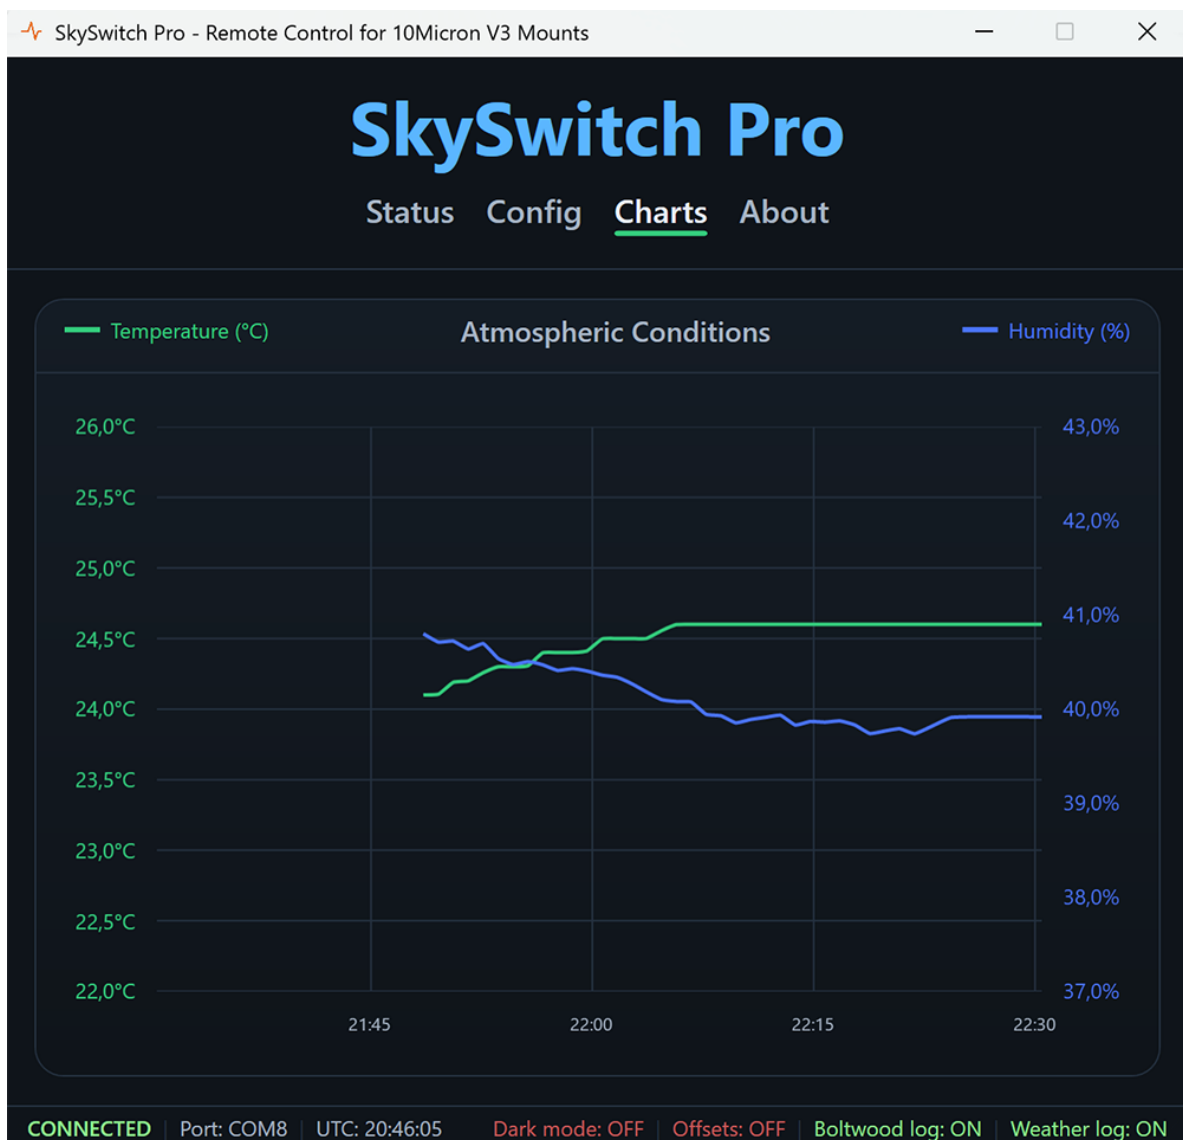 SkySwitch Pro - Remote Control for 10Micron V3 Mounts
SkySwitch Pro
Status Config Charts About
Temperature (°C) Atmospheric Conditions Humidity (%)
26,0°C 43,0%
25,5°C
42,0%
25,0°C
41,0%
24,5°C
24,0°C 40,0%
23,5°C
39,0%
23,0°C
38,0%
22,5°C
22,0°C 37,0%
21:45 22:00 22:15 22:30
CONNECTED Port: COM8 UTC: 20:46:05 Dark mode: OFF Offsets: OFF Boltwood log: ON Weather log: ON